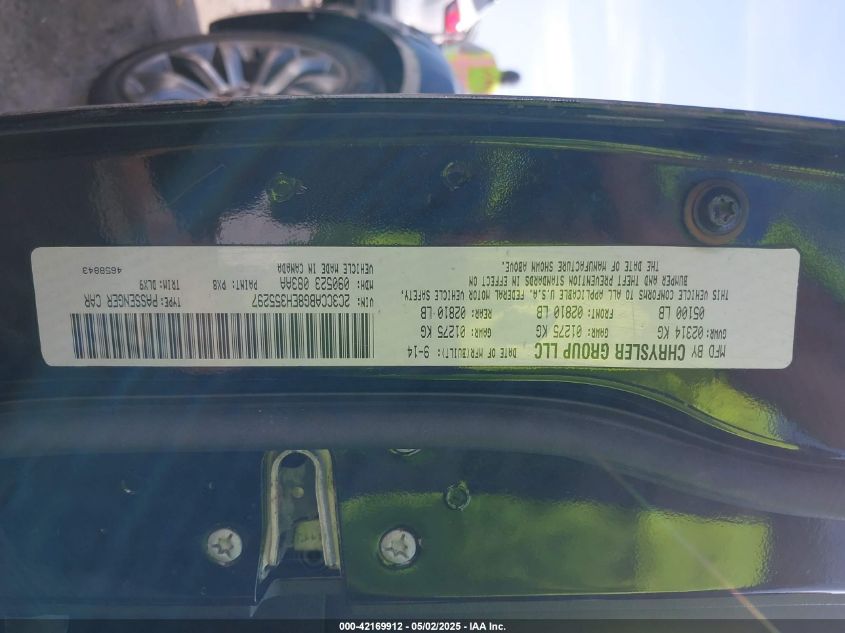 MFD BY CHRYSLER GROUP LLC DATE OF MFR(BUILT): 9-14
GVWR: 02314 KG GAWR: 01275 KG GAWR: 01275 KG
05100 LB FRONT: 02810 LB REAR: 02810 LB
THIS VEHICLE CONFORMS TO ALL APPLICABLE U.S.A. FEDERAL MOTOR VEHICLE SAFETY,
BUMPER AND THEFT PREVENTION STANDARDS IN EFFECT ON
THE DATE OF MANUFACTURE SHOWN ABOVE.
VIN: 2C3CCABG8EH355297 TYPE: PASSENGER CAR
MDH: 090523 003AA PAINT: PX8 TRIM: DLX9
VEHICLE MADE IN CANADA 4658843
000-42169912 - 05/02/2025 - IAA Inc.